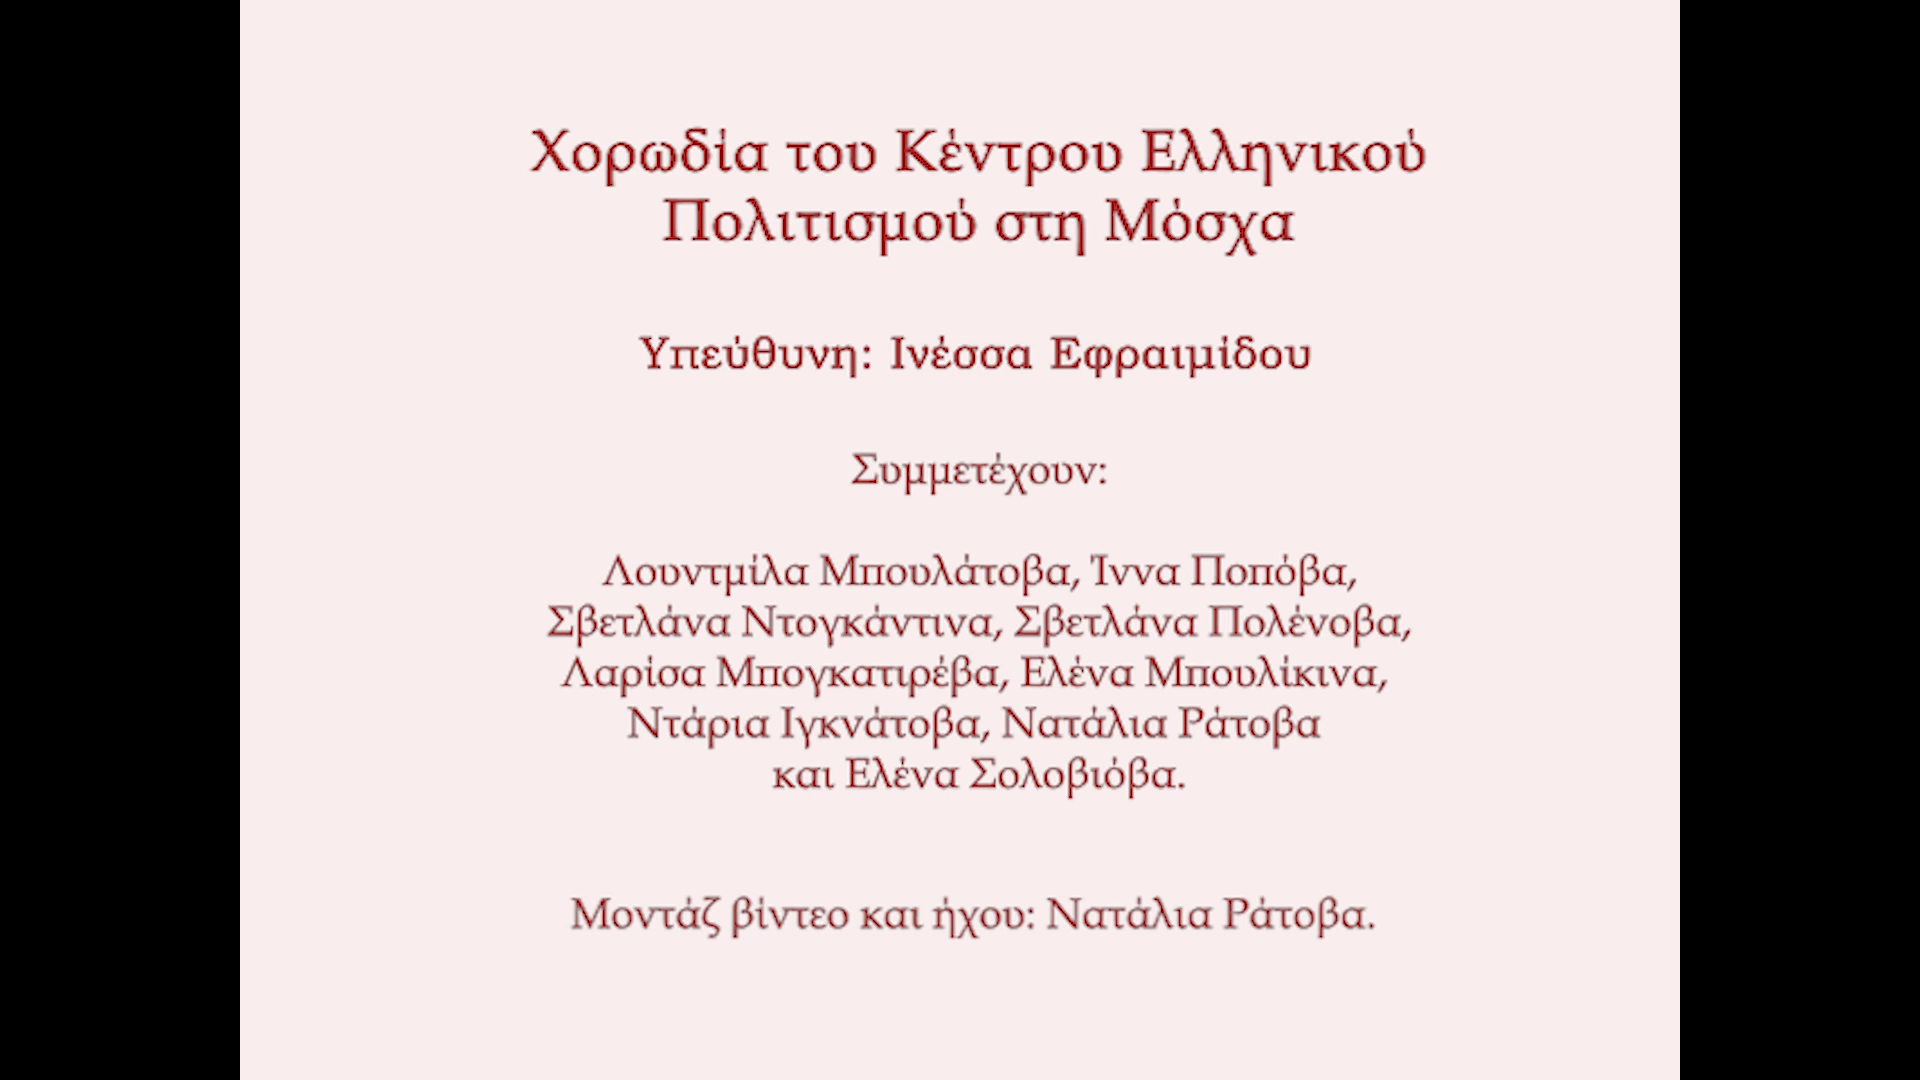 Χορωδία του Κέντρου Ελληνικού
Πολιτισμού στη Μόσχα
Υπεύθυνη: Ινέσσα Εφραιμίδου
Συμμετέχουν:
Λουντμίλα Μπουλάτοβα, Ίννα Ποπόβα,
Σβετλάνα Ντογκάντινα, Σβετλάνα Πολένοβα,
Λαρίσα Μπογκατιρέβα, Ελένα Μπουλίκινα,
Ντάρια Ιγκνάτοβα, Νατάλια Ράτοβα
και Ελένα Σολοβιόβα.
Μοντάζ βίντεο και ήχου: Νατάλια Ράτοβα.